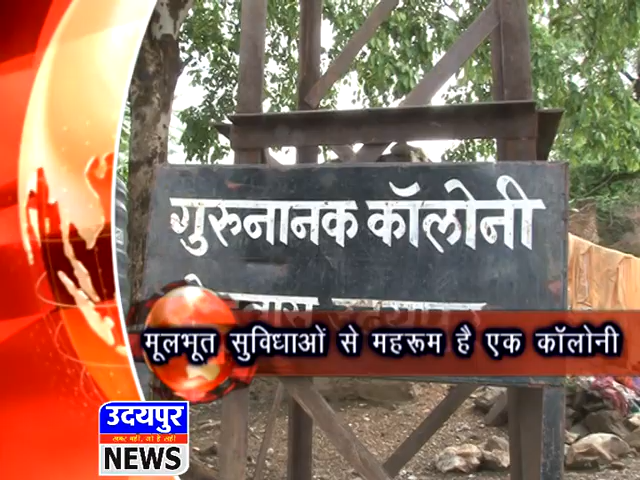 गुरुनानक कॉलोनी
मूलभूत सुविधाओं से महरूम है एक कॉलोनी
उदयपुर
NEWS